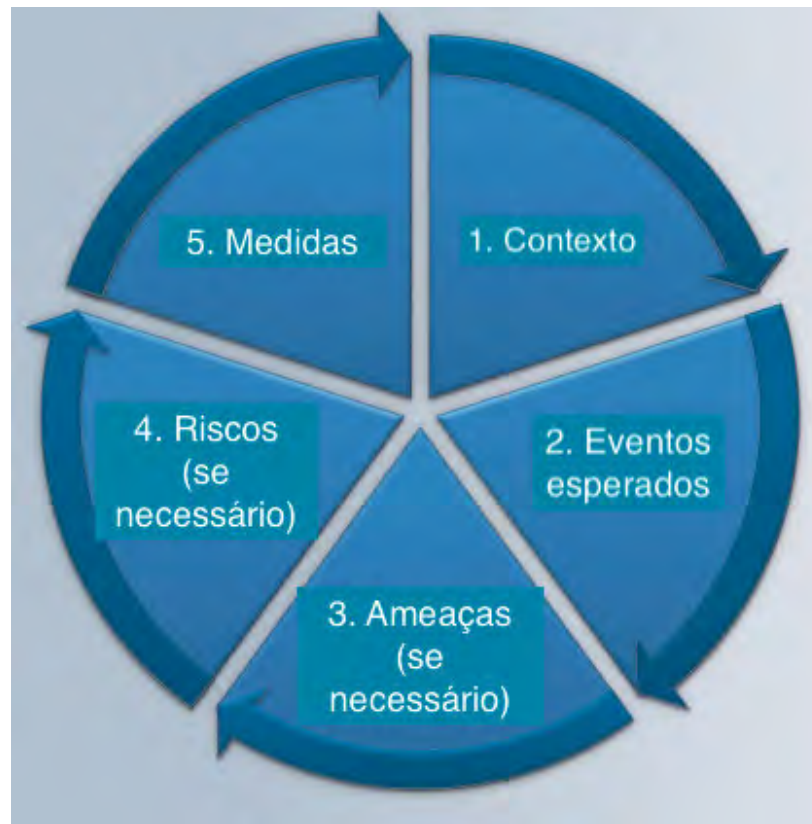 1. Contexto
2. Eventos
esperados
3. Ameaças
(se
necessário)
4. Riscos
(se
necessário)
5. Medidas